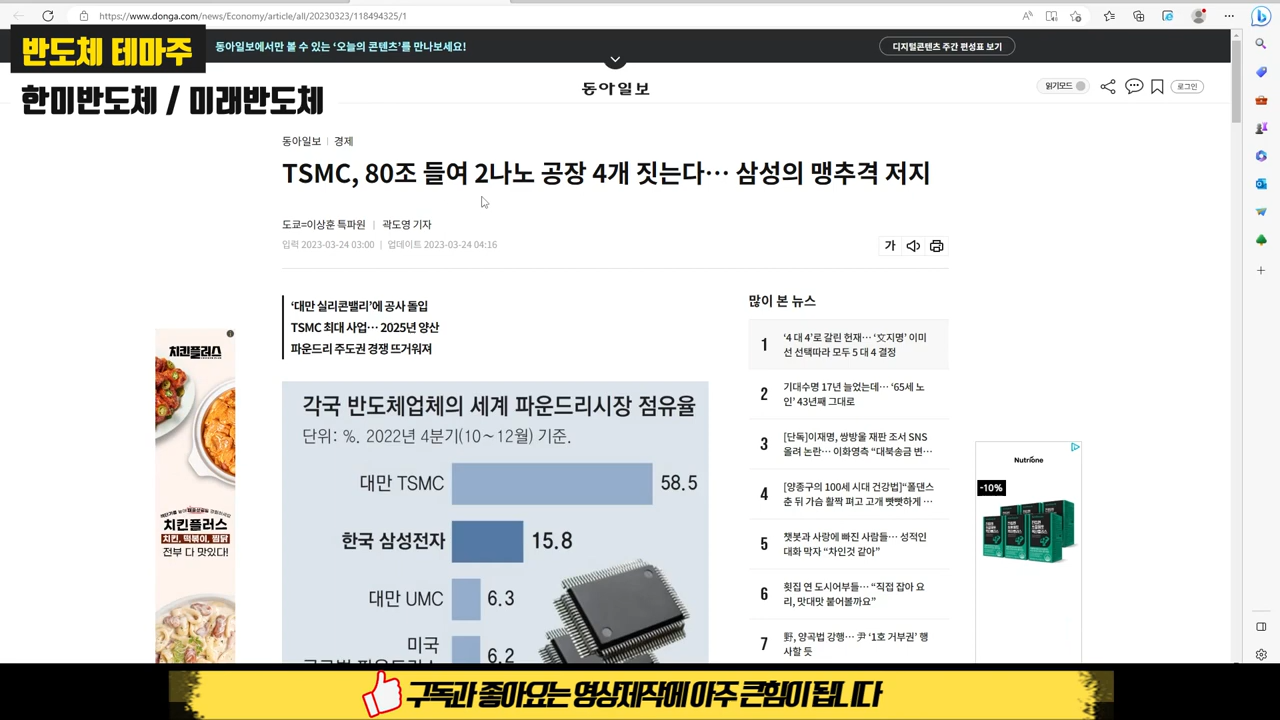 https://www.donga.com/news/Economy/article/all/20230323/118494325/1
반도체 테마주
한미반도체 / 미래반도체
동아일보에서만 볼 수 있는 '오늘의 콘텐츠'를 만나보세요!
디지털콘텐츠 주간 편성표 보기
동아일보
읽기모드
로그인
동아일보 | 경제
TSMC, 80조 들여 2나노 공장 4개 짓는다… 삼성의 맹추격 저지
도쿄=이상훈 특파원 | 곽도영 기자
입력 2023-03-24 03:00 | 업데이트 2023-03-24 04:16
가
'대만 실리콘밸리'에 공사 돌입
TSMC 최대 사업… 2025년 양산
파운드리 주도권 경쟁 뜨거워져
각국 반도체업체의 세계 파운드리시장 점유율
단위: %. 2022년 4분기(10~12월) 기준.
대만 TSMC 58.5
한국 삼성전자 15.8
대만 UMC 6.3
미국 6.2
많이 본 뉴스
1 '4 대 4'로 갈린 헌재… '文지명' 이미
선 선택따라 모두 5 대 4 결정
2 기대수명 17년 늘었는데… '65세 노
인' 43년째 그대로
3 [단독]이재명, 쌍방울 재판 조서 SNS
올려 논란… 이화영측 "대북송금 변…
4 [양종구의 100세 시대 건강법]"폴댄스
춘 뒤 가슴 활짝 펴고 고개 빳빳하게 …
5 챗봇과 사랑에 빠진 사람들… 성적인
대화 막자 "차인것 같아"
6 횟집 연 도시어부들… "직접 잡아 요
리, 맛대맛 붙어볼까요"
7 野, 양곡법 강행… 尹 '1호 거부권' 행
사할 듯
치킨플러스
치킨플러스
치킨, 떡볶이, 찜닭
전부 다 맛있다!
Nutrione
-10%
구독과 좋아요는 영상제작에 아주 큰힘이 됩니다